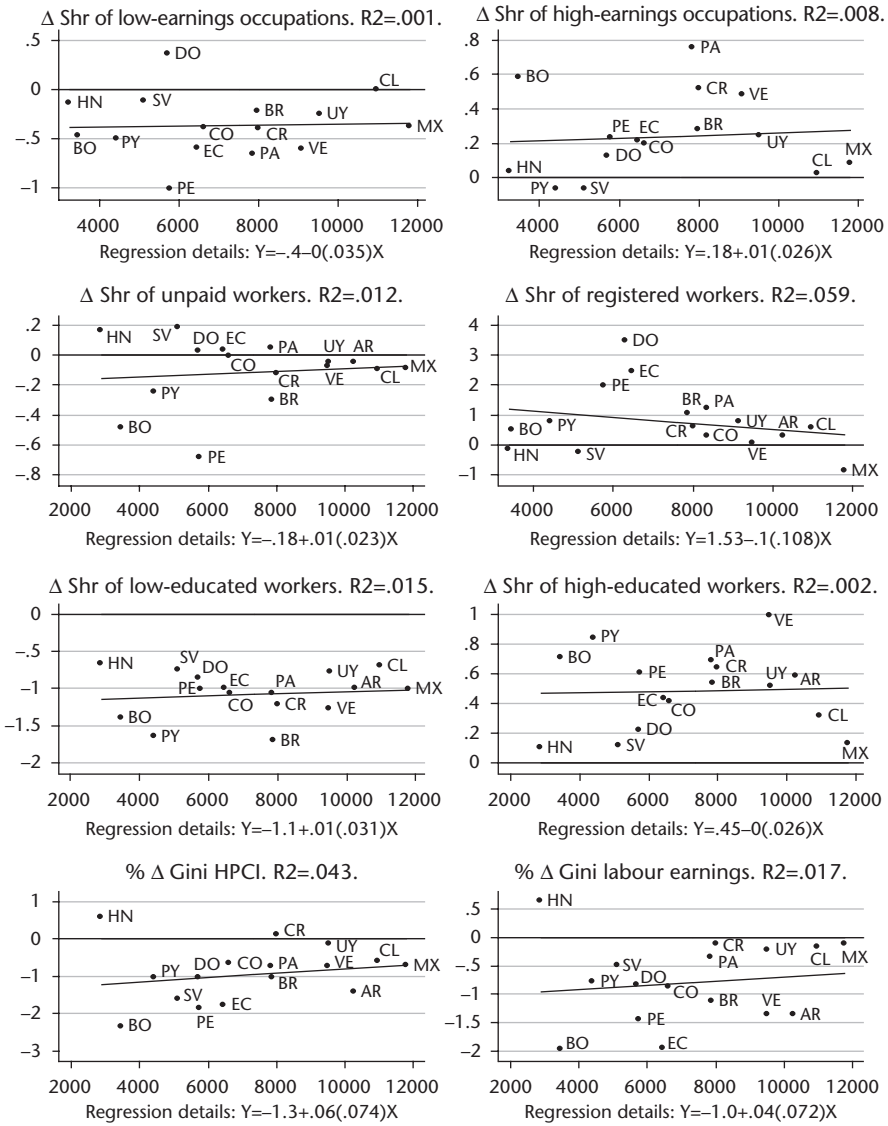 Δ Shr of low-earnings occupations. R2=.001.
.5
DO
0
CL
HN
SV
BR
UY
MX
–.5
BO
PY
CO
CR
EC
PA
VE
–1
PE
4000 6000 8000 10000 12000
Regression details: Y=–.4–0(.035)X
Δ Shr of high-earnings occupations. R2=.008.
.8
PA
.6
BO
CR
VE
.4
PE
EC
BR
.2
UY
DO
CO
MX
HN
CL
0
PY
SV
4000 6000 8000 10000 12000
Regression details: Y=.18+.01(.026)X
Δ Shr of unpaid workers. R2=.012.
.2
HN
SV
DO
EC
PA
UY
AR
0
CO
MX
CR
VE
CL
–.2
PY
BR
–.4
BO
–.6
PE
–.8
2000 4000 6000 8000 10000 12000
Regression details: Y=–.18+.01(.023)X
Δ Shr of registered workers. R2=.059.
4
DO
3
EC
2
PE
BR
PA
1
BO
PY
UY
AR
CL
CR
CO
0
HN
SV
VE
MX
–1
4000 6000 8000 10000 12000
Regression details: Y=1.53–.1(.108)X
Δ Shr of low-educated workers. R2=.015.
0
–.5
HN
SV
DO
UY
CL
PE
EC
PA
AR
MX
–1
CO
CR
VE
BO
–1.5
PY
BR
–2
2000 4000 6000 8000 10000 12000
Regression details: Y=–1.1+.01(.031)X
Δ Shr of high-educated workers. R2=.002.
1
VE
PY
.8
BO
PA
CR
.6
PE
BR
UY
AR
EC
CO
.4
CL
DO
.2
HN
SV
MX
0
2000 4000 6000 8000 10000 12000
Regression details: Y=.45–0(.026)X
% Δ Gini HPCI. R2=.043.
1
HN
CR
0
UY
PY
DO
CO
PA
VE
CL
MX
–1
BR
SV
PE
EC
AR
–2
BO
–3
2000 4000 6000 8000 10000 12000
Regression details: Y=–1.3+.06(.074)X
% Δ Gini labour earnings. R2=.017.
HN
.5
0
CR
UY
CL
MX
SV
PA
–.5
PY
DO
CO
–1
BR
VE
AR
PE
–1.5
BO
EC
–2
2000 4000 6000 8000 10000 12000
Regression details: Y=–1.0+.04(.072)X